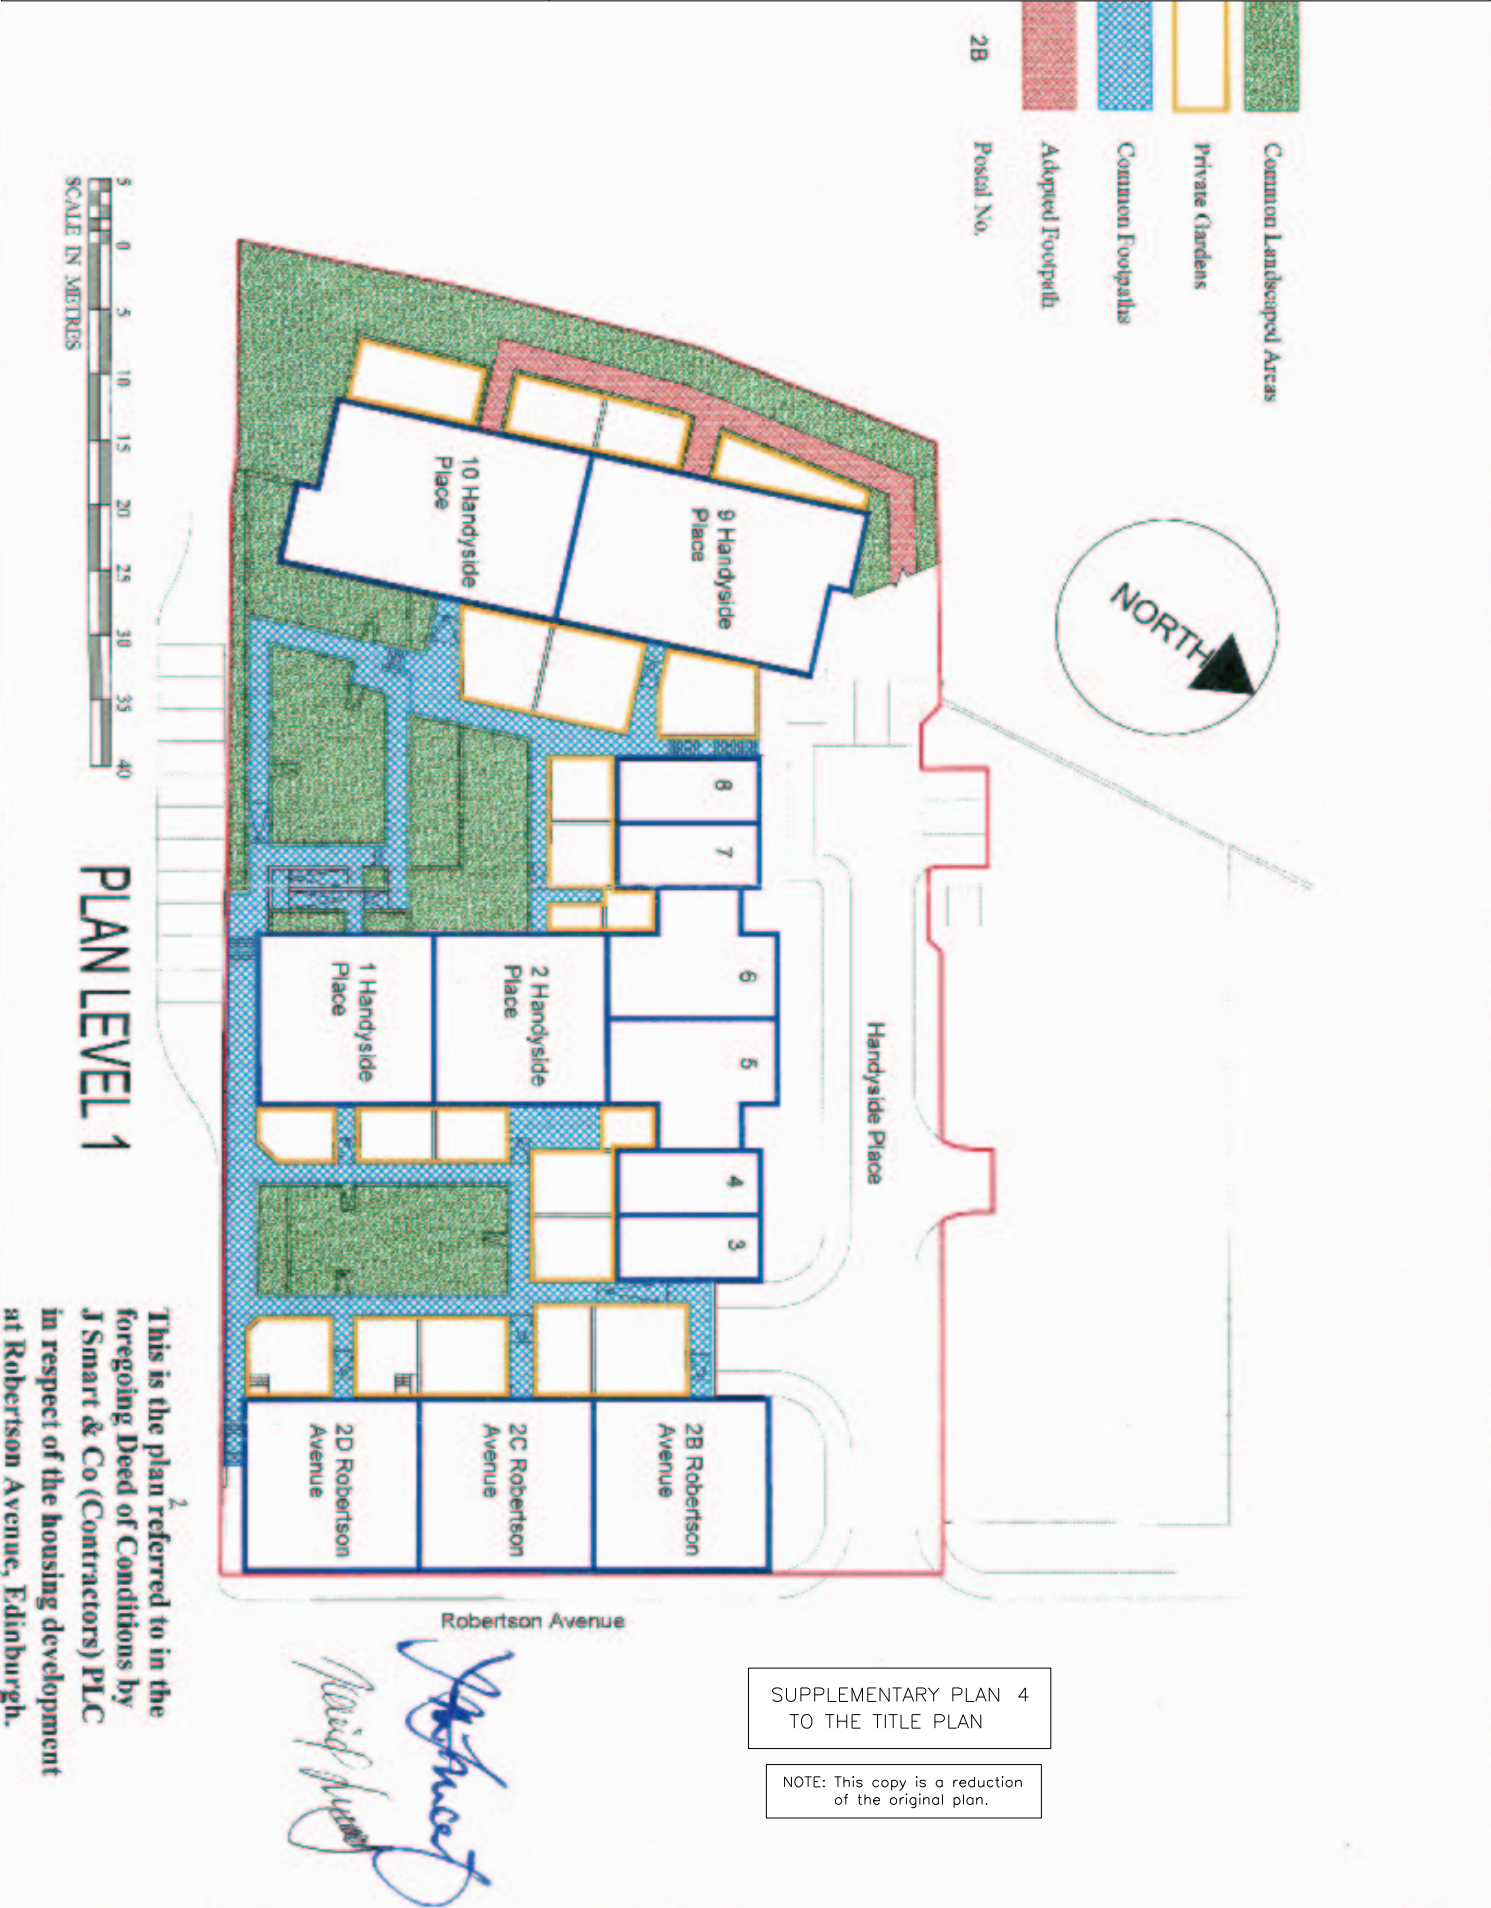 Common Landscaped Areas
Private Gardens
Common Footpaths
Adopted Footpath
2B Postal No.
NORTH
5 0 5 10 15 20 25 30 35 40
SCALE IN METRES
10 Handyside
Place
9 Handyside
Place
8
7
6
5
4
3
1 Handyside
Place
2 Handyside
Place
Handyside Place
2B Robertson
Avenue
2C Robertson
Avenue
2D Robertson
Avenue
Robertson Avenue
PLAN LEVEL 1
This is the plan 2 referred to in the
foregoing Deed of Conditions by
J Smart & Co (Contractors) PLC
in respect of the housing development
at Robertson Avenue, Edinburgh.
SUPPLEMENTARY PLAN 4
TO THE TITLE PLAN
NOTE: This copy is a reduction
of the original plan.